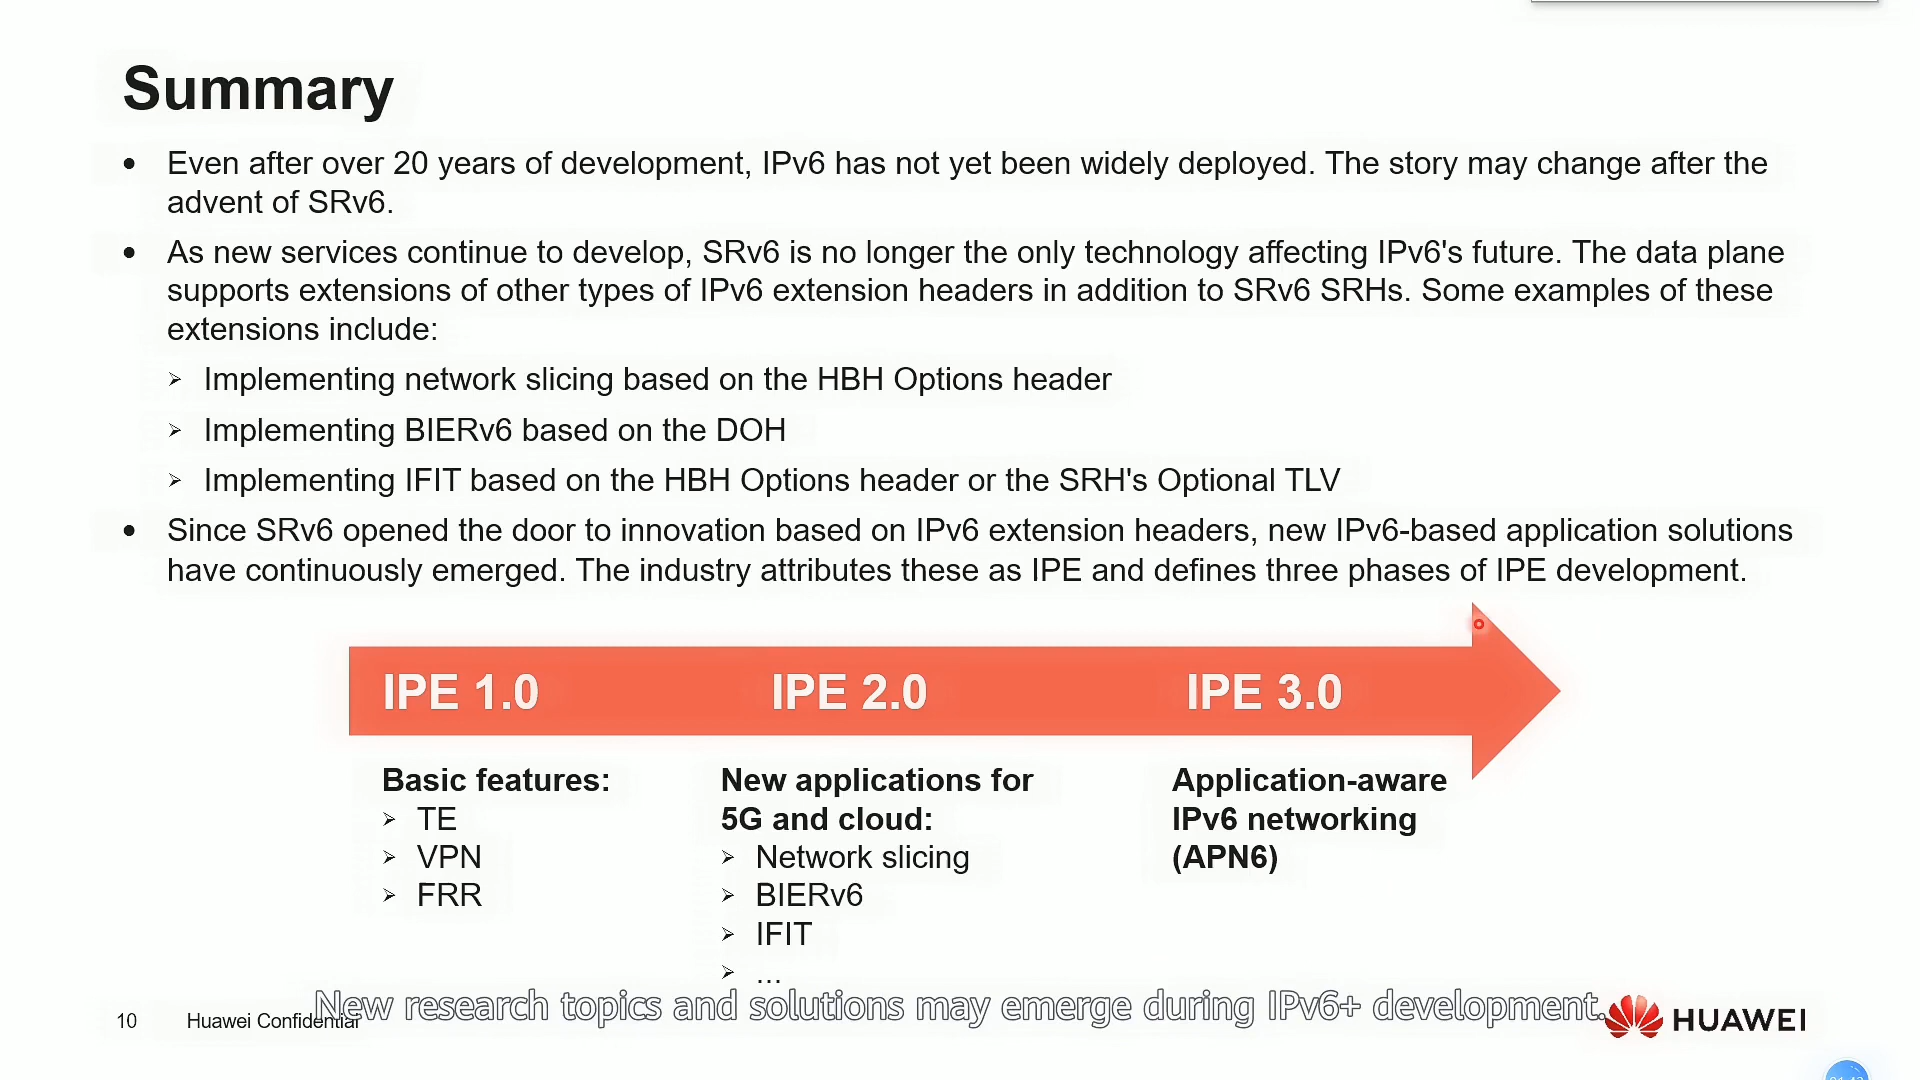 Summary
• Even after over 20 years of development, IPv6 has not yet been widely deployed. The story may change after the
advent of SRv6.
• As new services continue to develop, SRv6 is no longer the only technology affecting IPv6's future. The data plane
supports extensions of other types of IPv6 extension headers in addition to SRv6 SRHs. Some examples of these
extensions include:
➢ Implementing network slicing based on the HBH Options header
➢ Implementing BIERv6 based on the DOH
➢ Implementing IFIT based on the HBH Options header or the SRH's Optional TLV
• Since SRv6 opened the door to innovation based on IPv6 extension headers, new IPv6-based application solutions
have continuously emerged. The industry attributes these as IPE and defines three phases of IPE development.
IPE 1.0
IPE 2.0
IPE 3.0
Basic features:
➢ TE
➢ VPN
➢ FRR
New applications for
5G and cloud:
➢ Network slicing
➢ BIERv6
➢ IFIT
➢ ...
Application-aware
IPv6 networking
(APN6)
New research topics and solutions may emerge during IPv6+ development.
10
Huawei Confidential
HUAWEI